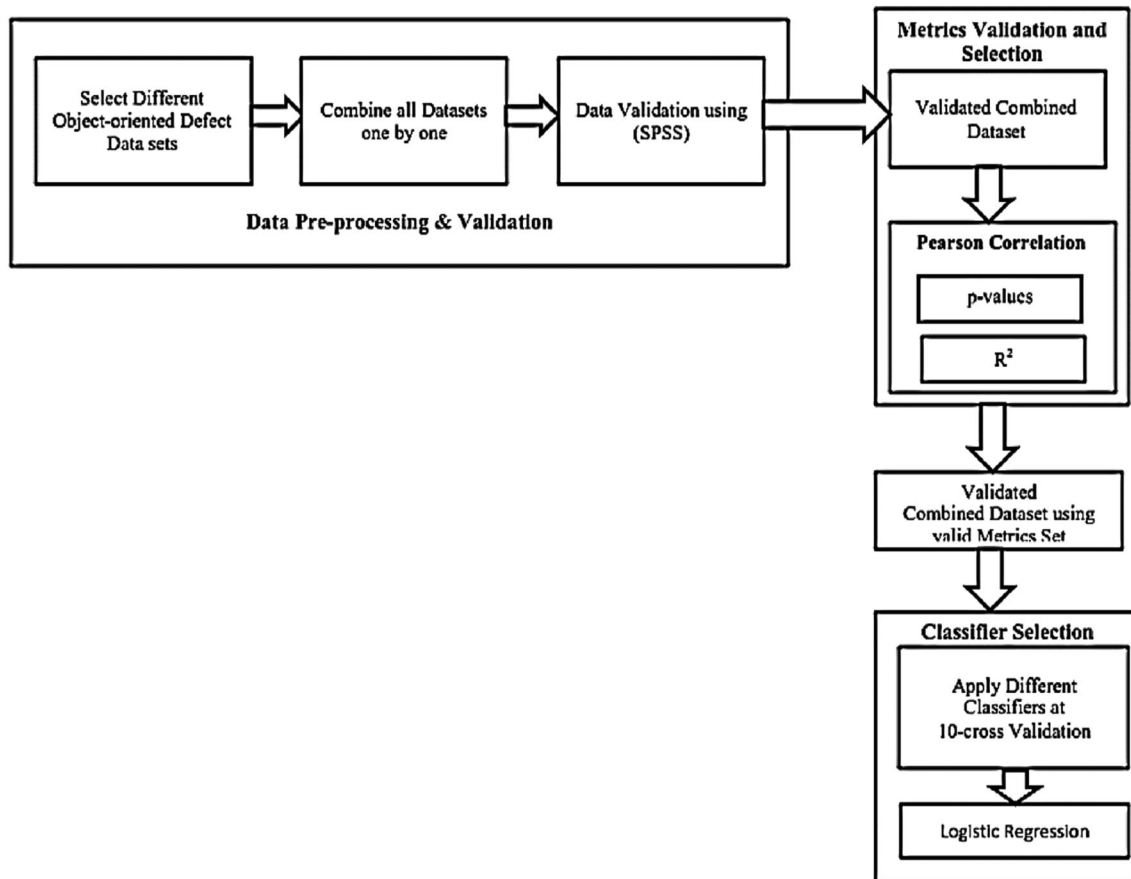 Select Different
Object-oriented Defect
Data sets
Combine all Datasets
one by one
Data Validation using
(SPSS)
Data Pre-processing & Validation
Metrics Validation and
Selection
Validated Combined
Dataset
Pearson Correlation
p-values
R²
Validated
Combined Dataset using
valid Metrics Set
Classifier Selection
Apply Different
Classifiers at
10-cross Validation
Logistic Regression